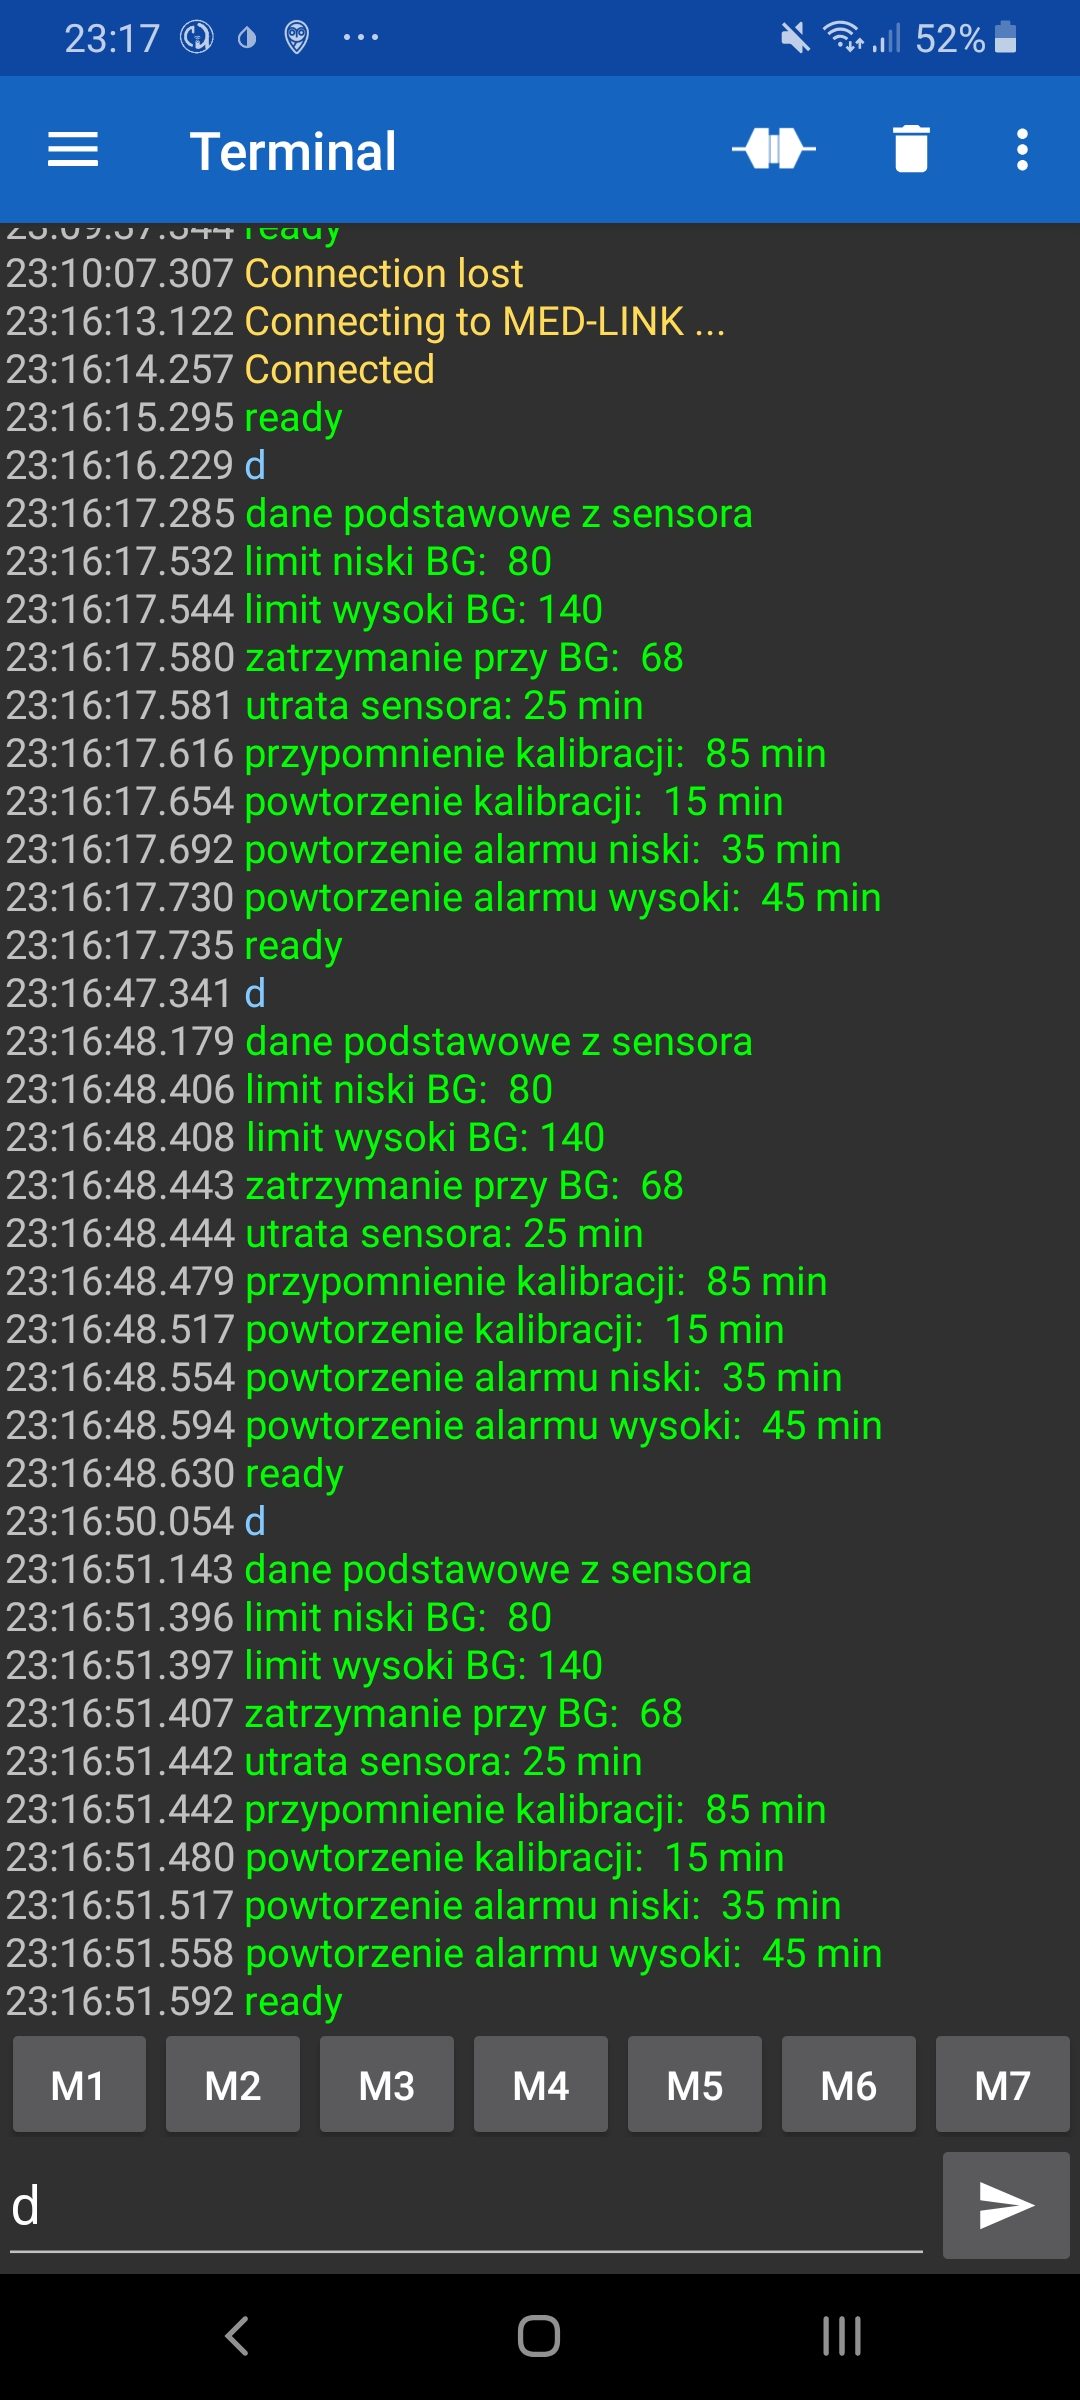 23:17
52%
Terminal
23:09:37.344 ready
23:10:07.307 Connection lost
23:16:13.122 Connecting to MED-LINK ...
23:16:14.257 Connected
23:16:15.295 ready
23:16:16.229 d
23:16:17.285 dane podstawowe z sensora
23:16:17.532 limit niski BG:  80
23:16:17.544 limit wysoki BG: 140
23:16:17.580 zatrzymanie przy BG:  68
23:16:17.581 utrata sensora: 25 min
23:16:17.616 przypomnienie kalibracji:  85 min
23:16:17.654 powtorzenie kalibracji:  15 min
23:16:17.692 powtorzenie alarmu niski:  35 min
23:16:17.730 powtorzenie alarmu wysoki:  45 min
23:16:17.735 ready
23:16:47.341 d
23:16:48.179 dane podstawowe z sensora
23:16:48.406 limit niski BG:  80
23:16:48.408 limit wysoki BG: 140
23:16:48.443 zatrzymanie przy BG:  68
23:16:48.444 utrata sensora: 25 min
23:16:48.479 przypomnienie kalibracji:  85 min
23:16:48.517 powtorzenie kalibracji:  15 min
23:16:48.554 powtorzenie alarmu niski:  35 min
23:16:48.594 powtorzenie alarmu wysoki:  45 min
23:16:48.630 ready
23:16:50.054 d
23:16:51.143 dane podstawowe z sensora
23:16:51.396 limit niski BG:  80
23:16:51.397 limit wysoki BG: 140
23:16:51.407 zatrzymanie przy BG:  68
23:16:51.442 utrata sensora: 25 min
23:16:51.442 przypomnienie kalibracji:  85 min
23:16:51.480 powtorzenie kalibracji:  15 min
23:16:51.517 powtorzenie alarmu niski:  35 min
23:16:51.558 powtorzenie alarmu wysoki:  45 min
23:16:51.592 ready
M1 M2 M3 M4 M5 M6 M7
d